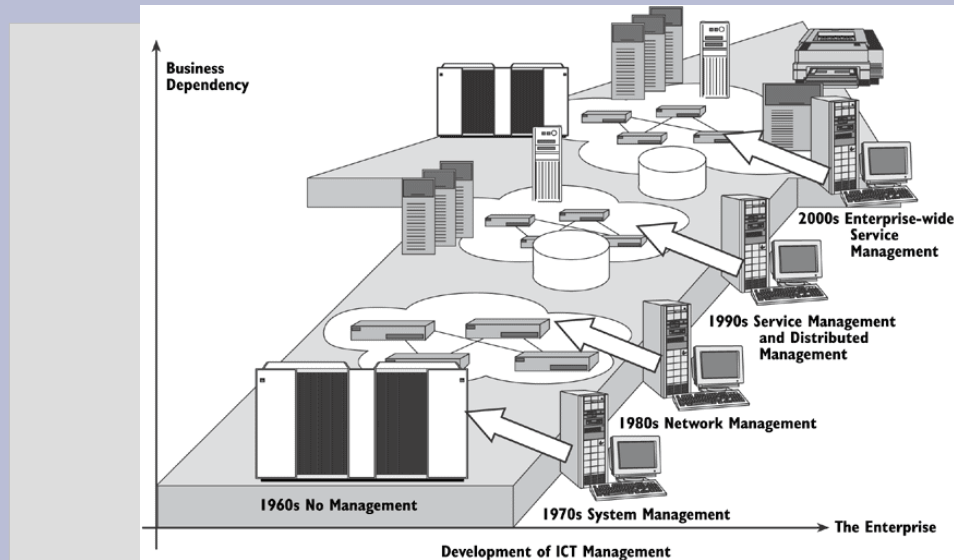 Business
Dependency
2000s Enterprise-wide
Service
Management
1990s Service Management
and Distributed
Management
1980s Network Management
1960s No Management
1970s System Management
The Enterprise
Development of ICT Management